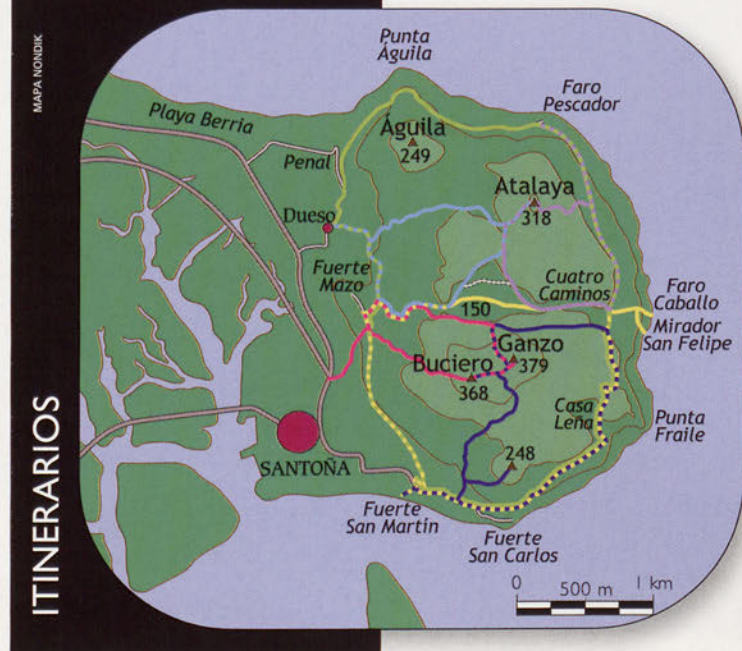 ITINERARIOS
MAPA NONDIK
Punta
Águila
Faro
Pescador
Playa Berria
Águila
249
Penal
Atalaya
318
Dueso
Fuerte
Mazo
Cuatro
Caminos
Faro
Caballo
150
Mirador
San Felipe
Ganzo
379
Buciero
368
Casa
Leña
Punta
Fraile
248
SANTOÑA
Fuerte
San Martín
Fuerte
San Carlos
0 500 m 1 km